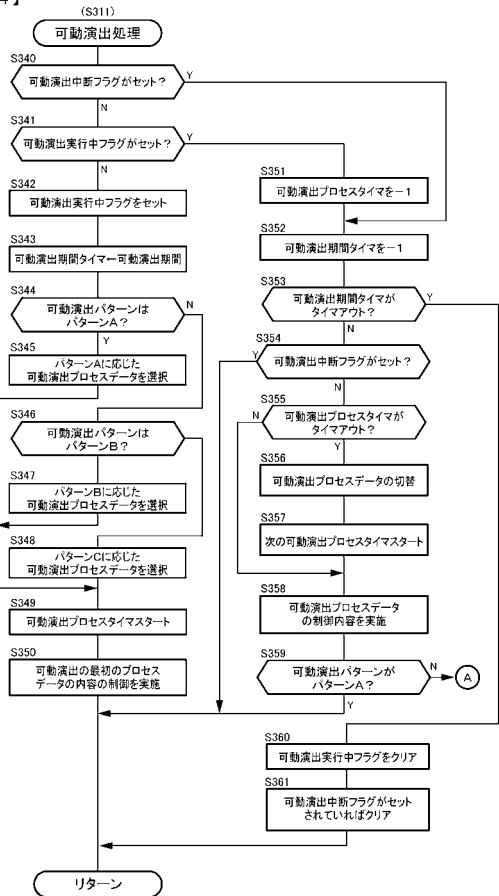 4】
(S311)
可動演出処理
S340
可動演出中断フラグがセット?
Y
N
S341
可動演出実行中フラグがセット?
Y
N
S342
可動演出実行中フラグをセット
S343
可動演出期間タイマ←可動演出期間
S344
可動演出パターンは
パターンA?
N
Y
S345
パターンAに応じた
可動演出プロセスデータを選択
S346
可動演出パターンは
パターンB?
S347
パターンBに応じた
可動演出プロセスデータを選択
S348
パターンCに応じた
可動演出プロセスデータを選択
S349
可動演出プロセスタイマスタート
S350
可動演出の最初のプロセス
データの内容の制御を実施
S351
可動演出プロセスタイマを-1
S352
可動演出期間タイマを-1
S353
可動演出期間タイマが
タイムアウト?
Y
N
S354
可動演出中断フラグがセット?
Y
N
S355
可動演出プロセスタイマが
タイムアウト?
N
Y
S356
可動演出プロセスデータの切替
S357
次の可動演出プロセスタイマスタート
S358
可動演出プロセスデータ
の制御内容を実施
S359
可動演出パターンが
パターンA?
N
A
Y
S360
可動演出実行中フラグをクリア
S361
可動演出中断フラグがセット
されていればクリア
リターン